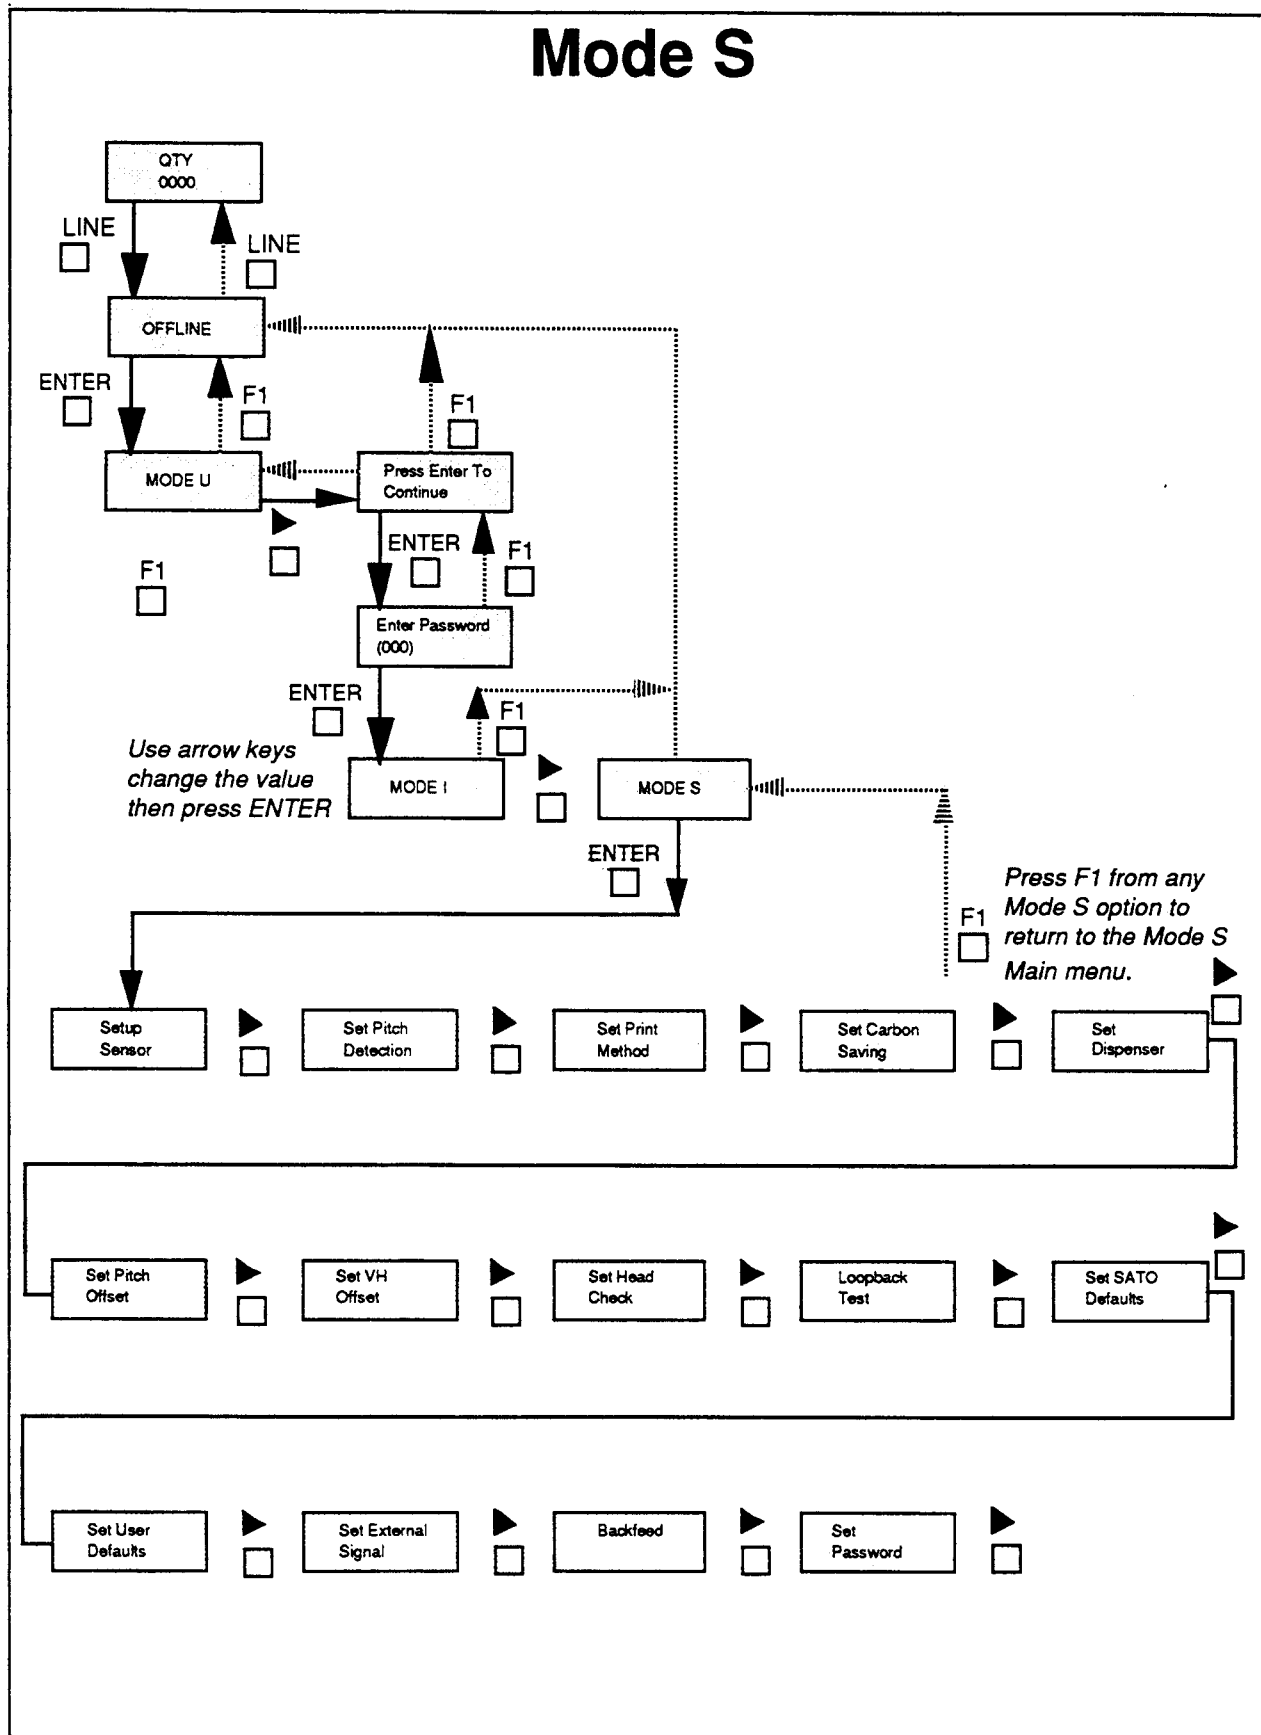 Mode S
QTY
0000
LINE
LINE
OFFLINE
ENTER
F1
F1
MODE U
Press Enter To
Continue
ENTER
F1
F1
Enter Password
(000)
ENTER
F1
Use arrow keys
change the value
then press ENTER
MODE I
MODE S
ENTER
Press F1 from any
Mode S option to
return to the Mode S
Main menu.
F1
Setup
Sensor
Set Pitch
Detection
Set Print
Method
Set Carbon
Saving
Set
Dispenser
Set Pitch
Offset
Set VH
Offset
Set Head
Check
Loopback
Test
Set SATO
Defaults
Set User
Defaults
Set External
Signal
Backfeed
Set
Password